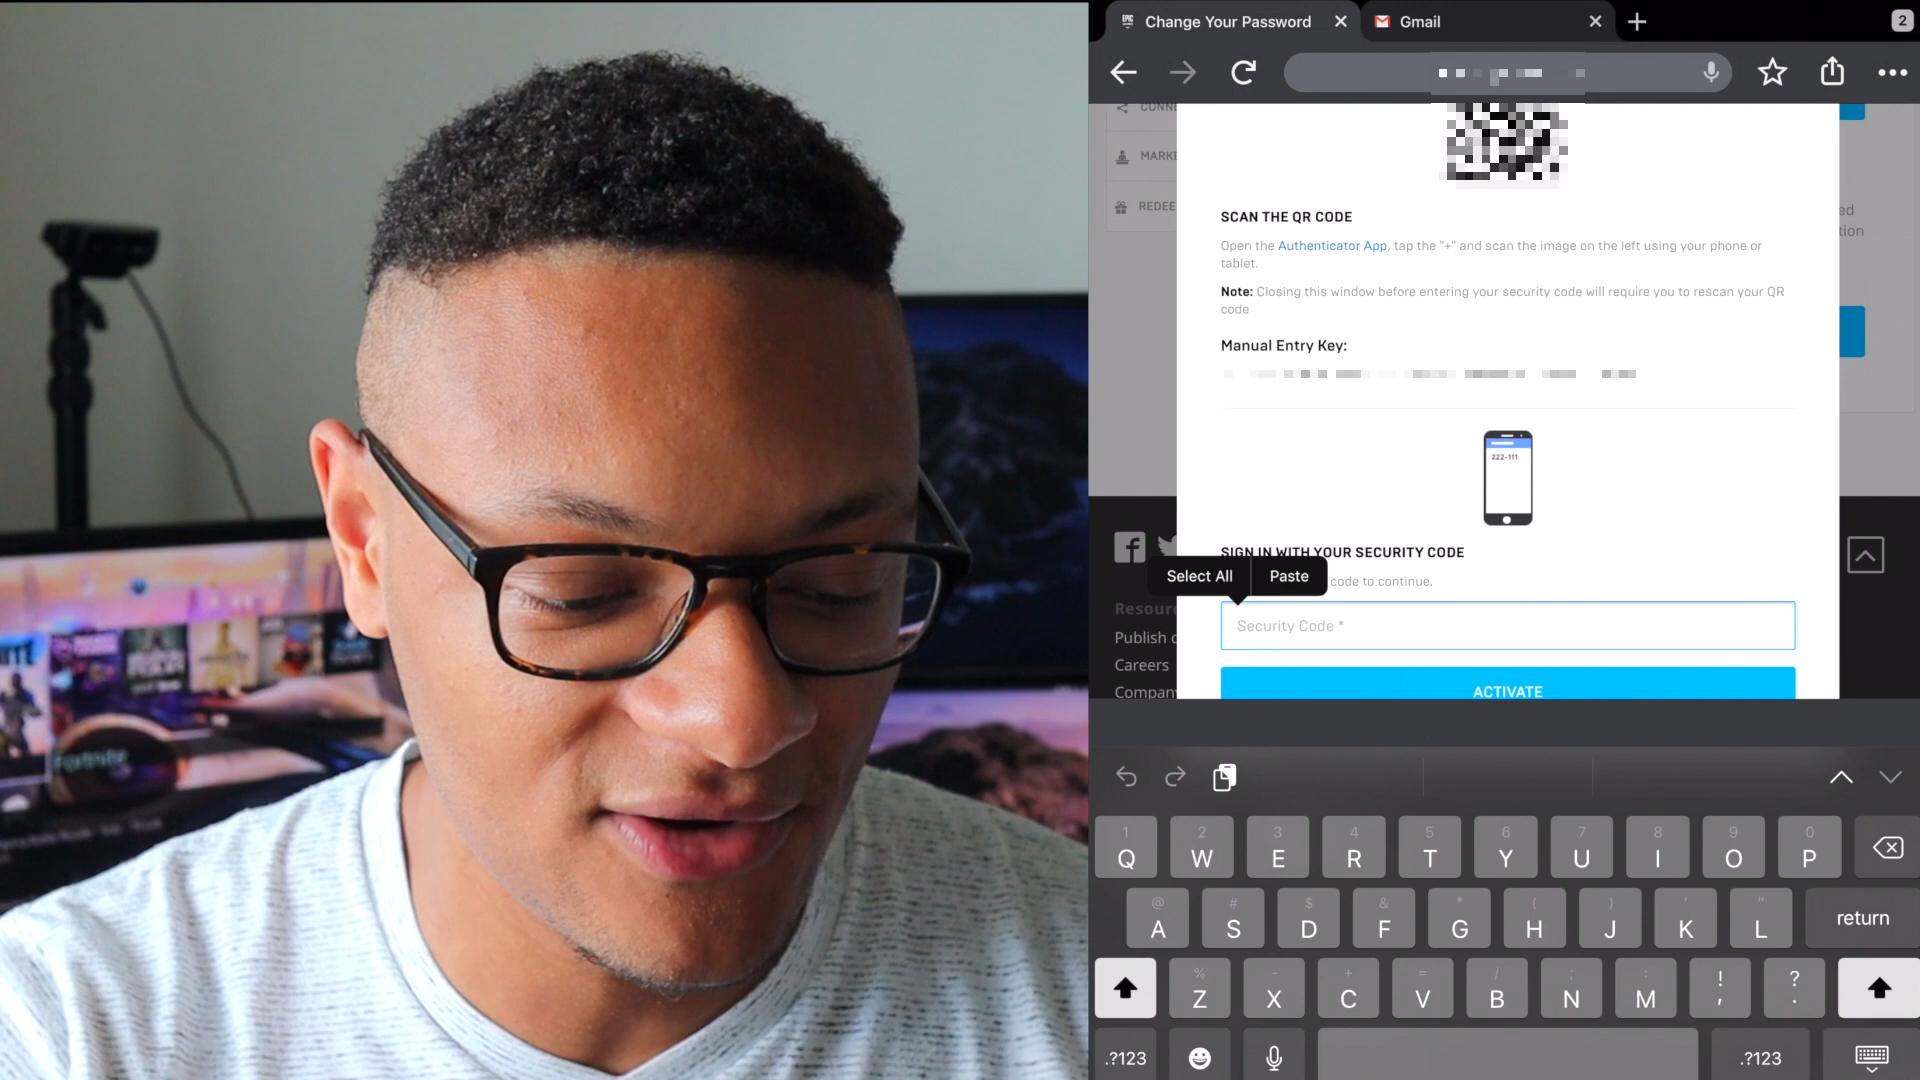 EPIC
Change Your Password
Gmail
2
CONN
MARKE
REDEE
ed
tion
SCAN THE QR CODE
Open the Authenticator App, tap the "+" and scan the image on the left using your phone or
tablet.
Note: Closing this window before entering your security code will require you to rescan your QR
code
Manual Entry Key:
222-111
SIGN IN WITH YOUR SECURITY CODE
Select All
Paste
code to continue.
Security Code *
ACTIVATE
Resour
Publish
Careers
Company
Fortnite
1 2 3 4 5 6 7 8 9 0
Q W E R T Y U I O P
@ # $ & * ( ) ' "
A S D F G H J K L return
% - + = / ; : ! ?
Z X C V B N M , .
.?123
.?123